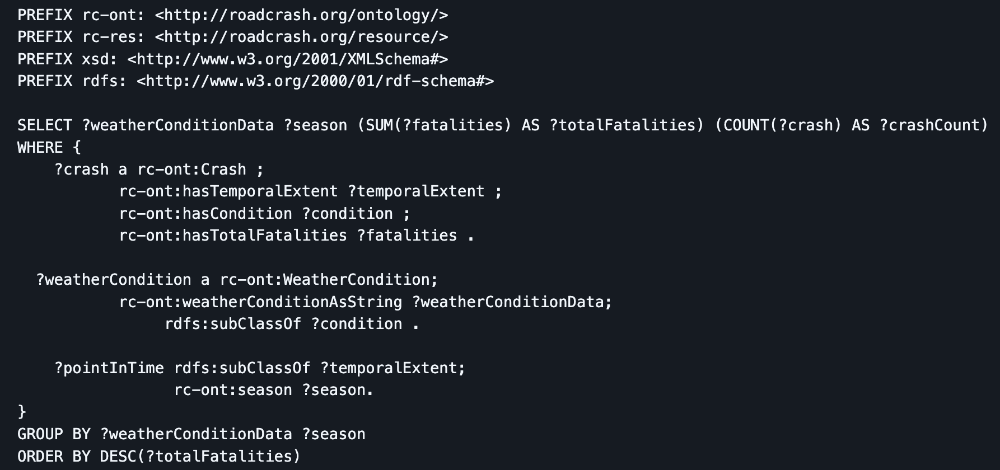 PREFIX rc-ont: <http://roadcrash.org/ontology/>
PREFIX rc-res: <http://roadcrash.org/resource/>
PREFIX xsd: <http://www.w3.org/2001/XMLSchema#>
PREFIX rdfs: <http://www.w3.org/2000/01/rdf-schema#>

SELECT ?weatherConditionData ?season (SUM(?fatalities) AS ?totalFatalities) (COUNT(?crash) AS ?crashCount)
WHERE {
    ?crash a rc-ont:Crash ;
           rc-ont:hasTemporalExtent ?temporalExtent ;
           rc-ont:hasCondition ?condition ;
           rc-ont:hasTotalFatalities ?fatalities .

  ?weatherCondition a rc-ont:WeatherCondition;
           rc-ont:weatherConditionAsString ?weatherConditionData;
                rdfs:subClassOf ?condition .

    ?pointInTime rdfs:subClassOf ?temporalExtent;
                 rc-ont:season ?season.
}
GROUP BY ?weatherConditionData ?season
ORDER BY DESC(?totalFatalities)